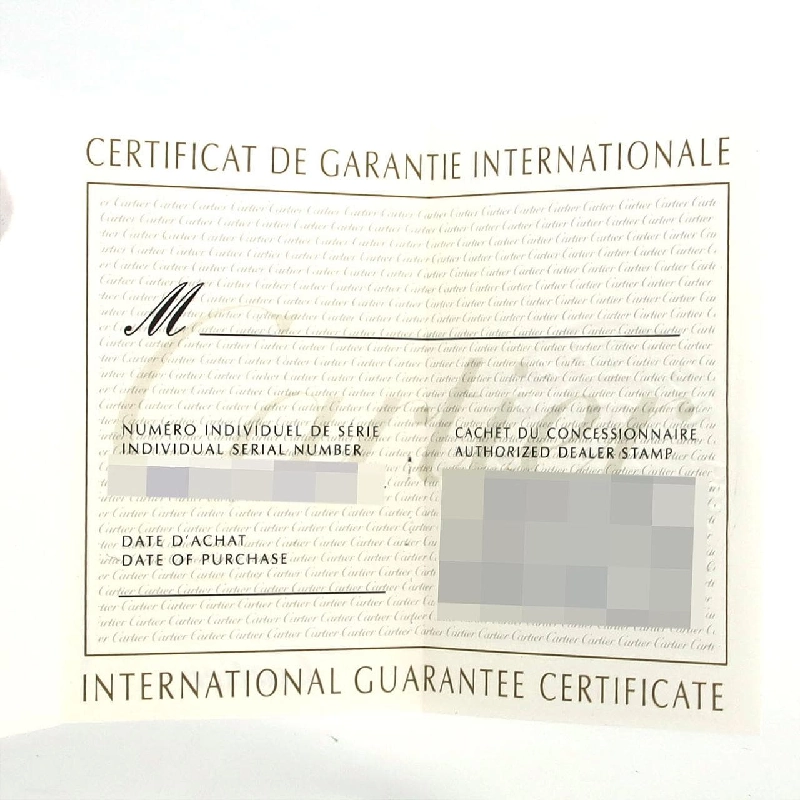 CERTIFICAT DE GARANTIE INTERNATIONALE
M
Cartier
NUMÉRO INDIVIDUEL DE SÉRIE
INDIVIDUAL SERIAL NUMBER
CACHET DU CONCESSIONNAIRE
AUTHORIZED DEALER STAMP
DATE D'ACHAT
DATE OF PURCHASE
INTERNATIONAL GUARANTEE CERTIFICATE